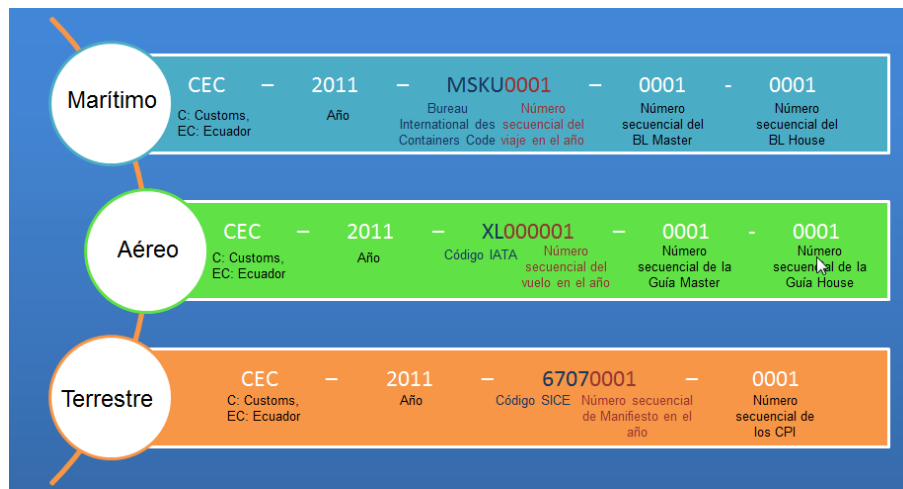 Marítimo
CEC – 2011 – MSKU0001 – 0001 - 0001
C: Customs,
EC: Ecuador
Año
Bureau
International des
Containers Code
Número
secuencial del
viaje en el año
Número
secuencial del
BL Master
Número
secuencial del
BL House
Aéreo
CEC – 2011 – XL000001 – 0001 - 0001
C: Customs,
EC: Ecuador
Año
Código IATA
Número
secuencial del
vuelo en el año
Número
secuencial de la
Guía Master
Número
secuencial de la
Guía House
Terrestre
CEC – 2011 – 67070001 – 0001
C: Customs,
EC: Ecuador
Año
Código SICE
Número secuencial
de Manifiesto en el
año
Número
secuencial de
los CPI